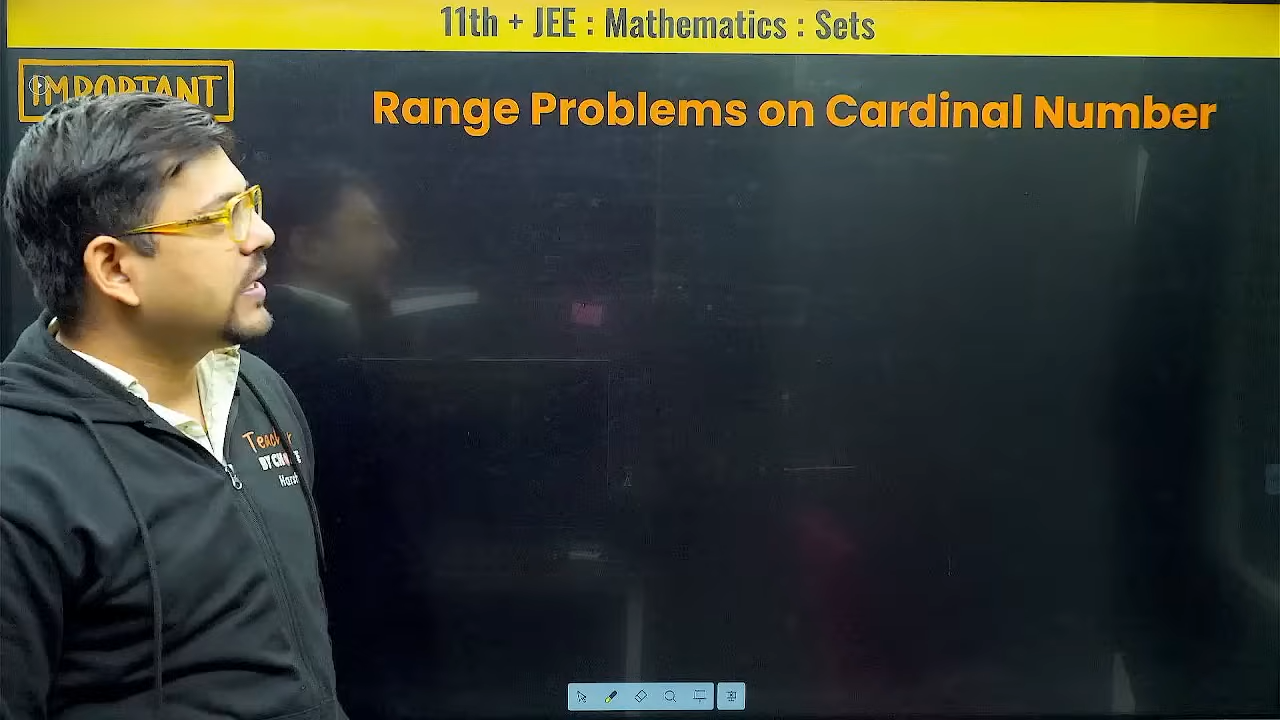 11th + JEE : Mathematics : Sets
IMPORTANT
Range Problems on Cardinal Number